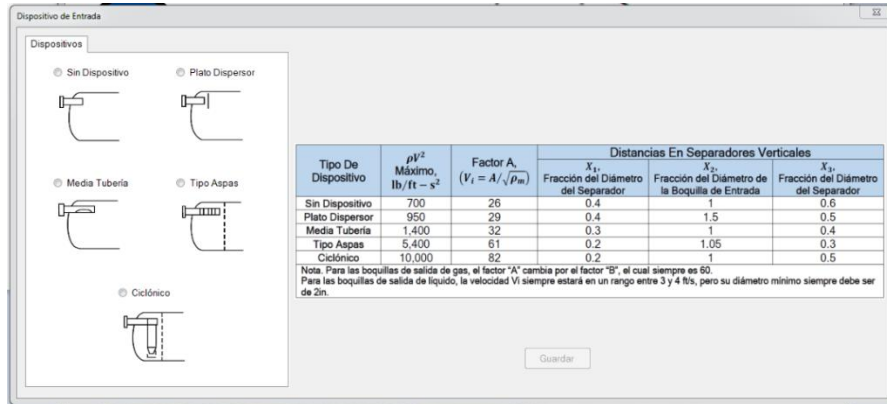 Dispositivo de Entrada
Dispositivos
Sin Dispositivo
Plato Dispersor
Media Tubería
Tipo Aspas
Ciclónico
Tipo De Dispositivo
ρV² Máximo, lb/ft − s²
Factor A, (Vᵢ = A/√ρₘ)
Distancias En Separadores Verticales
X₁, Fracción del Diámetro del Separador
X₂, Fracción del Diámetro de la Boquilla de Entrada
X₃, Fracción del Diámetro del Separador
Sin Dispositivo 700 26 0.4 1 0.6
Plato Dispersor 950 29 0.4 1.5 0.5
Media Tubería 1,400 32 0.3 1 0.4
Tipo Aspas 5,400 61 0.2 1.05 0.3
Ciclónico 10,000 82 0.2 1 0.5
Nota. Para las boquillas de salida de gas, el factor “A” cambia por el factor “B”, el cual siempre es 60.
Para las boquillas de salida de líquido, la velocidad Vi siempre estará en un rango entre 3 y 4 ft/s, pero su diámetro mínimo siempre debe ser
de 2in.
Guardar